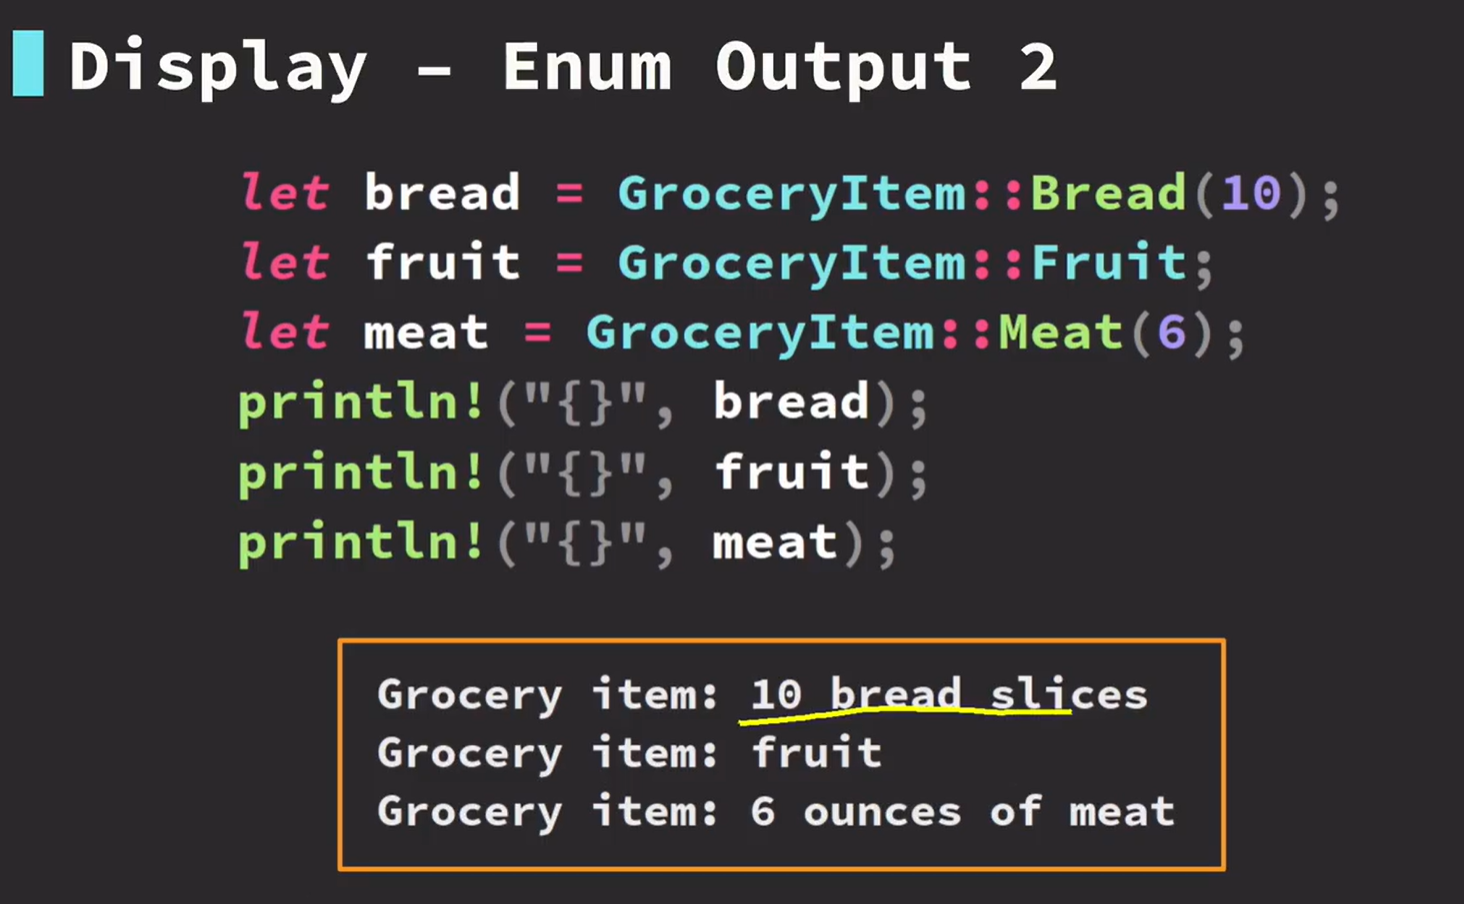 Display – Enum Output 2
let bread = GroceryItem::Bread(10);
let fruit = GroceryItem::Fruit;
let meat = GroceryItem::Meat(6);
println!("{}", bread);
println!("{}", fruit);
println!("{}", meat);
Grocery item: 10 bread slices
Grocery item: fruit
Grocery item: 6 ounces of meat